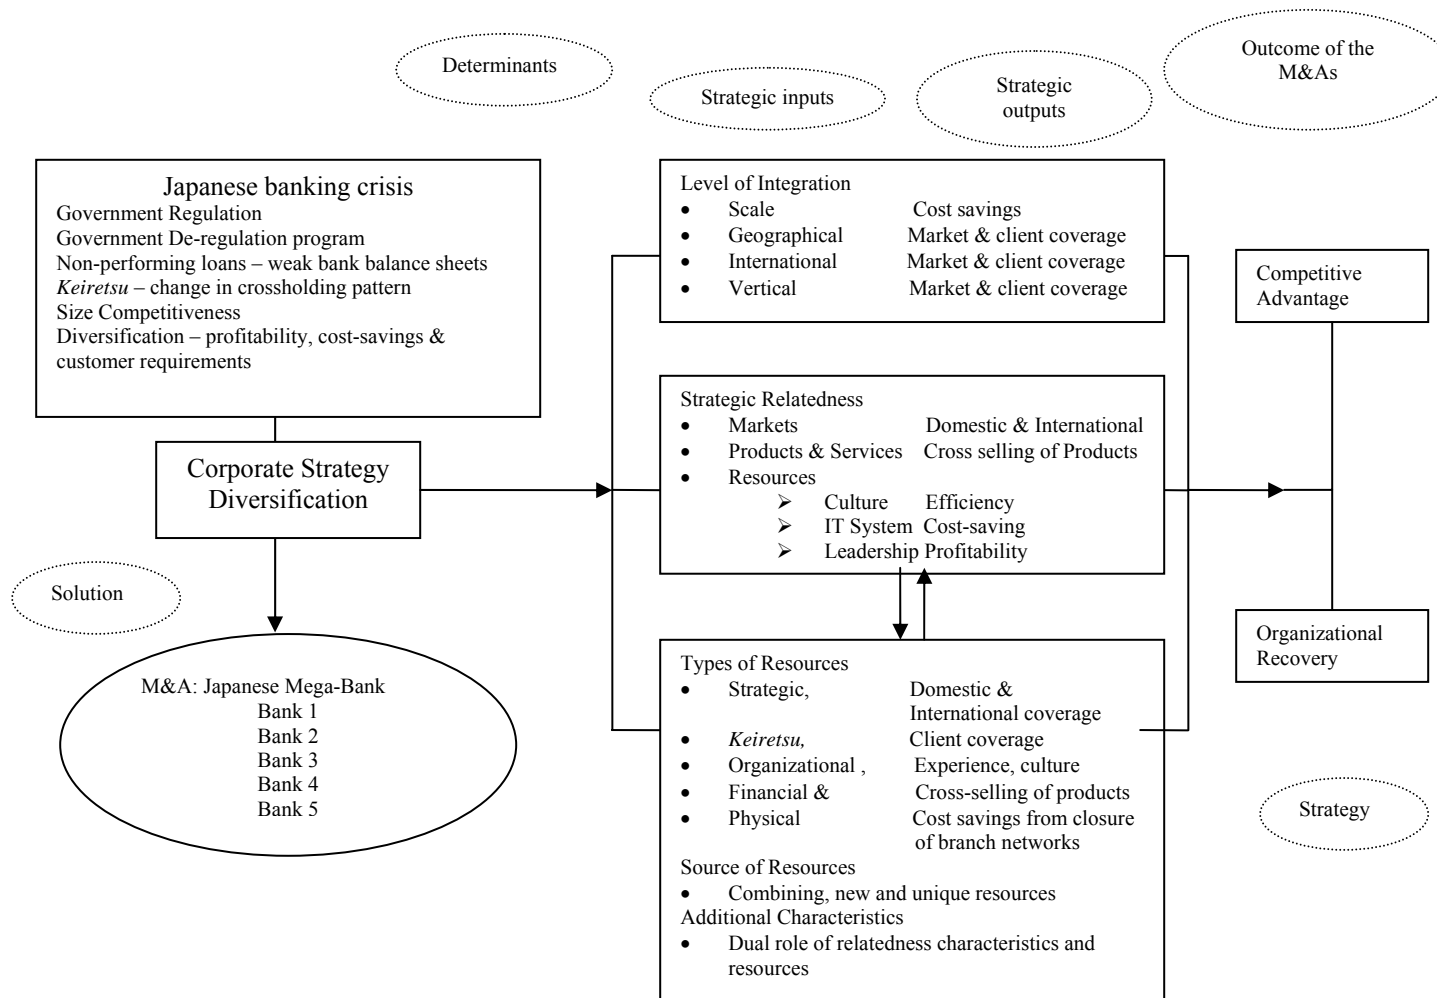 Determinants
Strategic inputs
Strategic
outputs
Outcome of the
M&As
Japanese banking crisis
Government Regulation
Government De-regulation program
Non-performing loans – weak bank balance sheets
Keiretsu – change in crossholding pattern
Size Competitiveness
Diversification – profitability, cost-savings &
customer requirements
Corporate Strategy
Diversification
Solution
M&A: Japanese Mega-Bank
Bank 1
Bank 2
Bank 3
Bank 4
Bank 5
Level of Integration
• Scale Cost savings
• Geographical Market & client coverage
• International Market & client coverage
• Vertical Market & client coverage
Strategic Relatedness
• Markets Domestic & International
• Products & Services Cross selling of Products
• Resources
➢ Culture Efficiency
➢ IT System Cost-saving
➢ Leadership Profitability
Types of Resources
• Strategic, Domestic &
International coverage
• Keiretsu, Client coverage
• Organizational , Experience, culture
• Financial & Cross-selling of products
• Physical Cost savings from closure
of branch networks
Source of Resources
• Combining, new and unique resources
Additional Characteristics
• Dual role of relatedness characteristics and
resources
Competitive
Advantage
Organizational
Recovery
Strategy